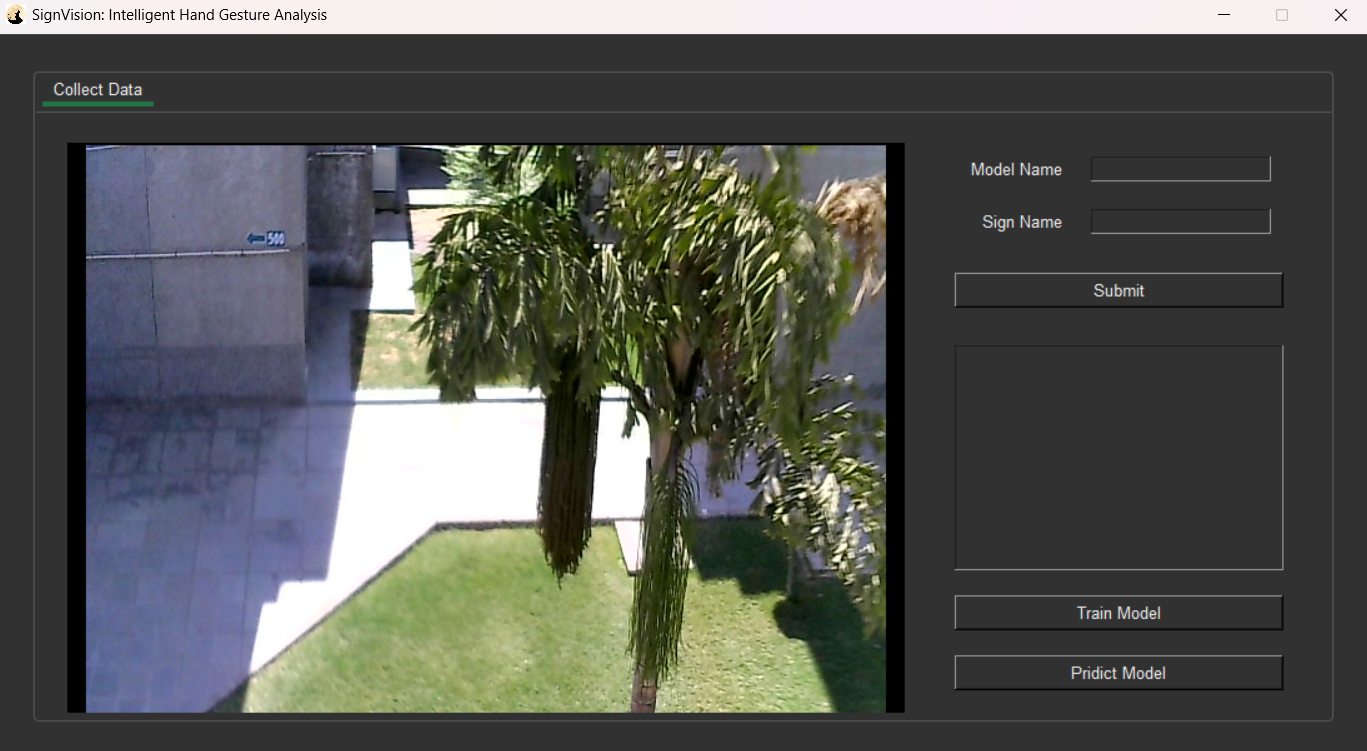 SignVision: Intelligent Hand Gesture Analysis
Collect Data
500
Model Name
Sign Name
Submit
Train Model
Pridict Model